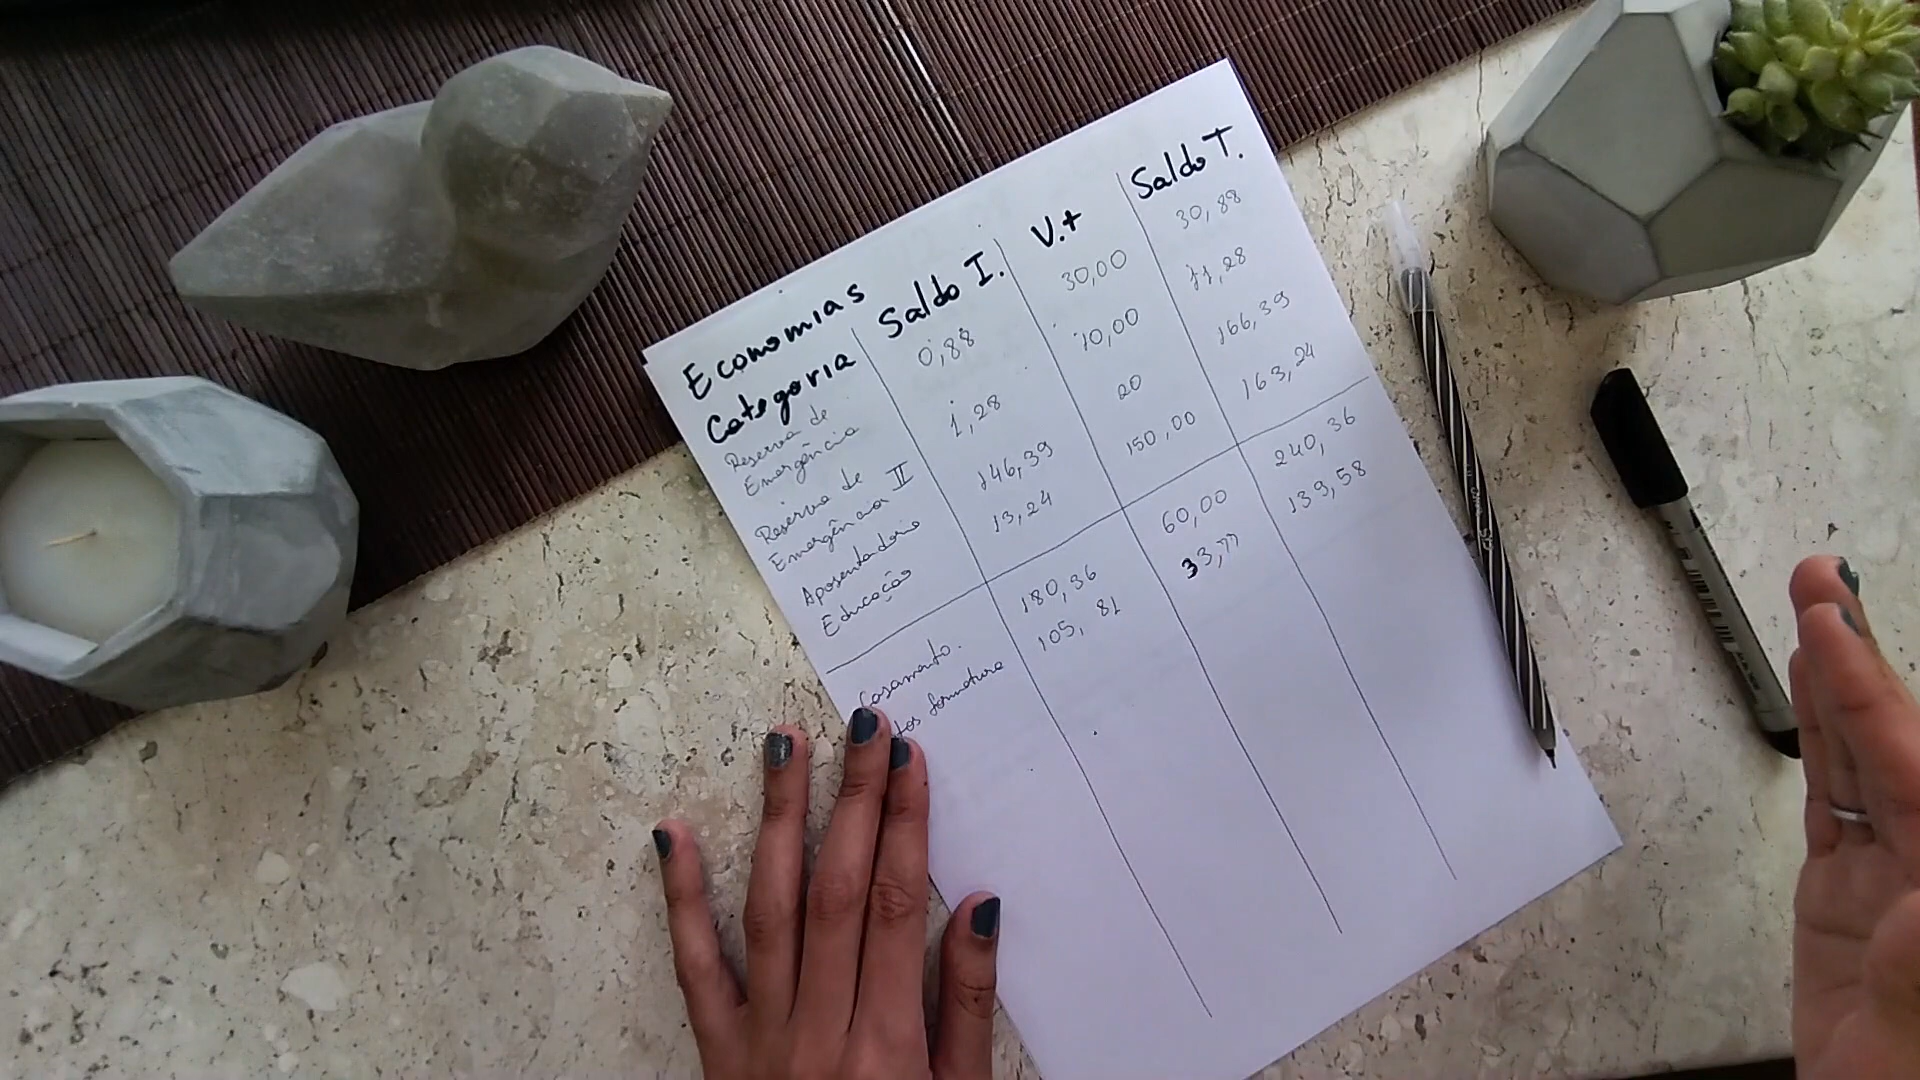 Economias
Categoria Saldo I. V.+ Saldo T.
Reserva de
Emergência 0,88 30,00 30,88
Reserva de
Emergência II 1,28 10,00 11,28
Aposentadoria 146,39 20 166,39
Educação 13,24 150,00 163,24
Casamento. 180,36 60,00 240,36
formatura 105,81 33,77 139,58